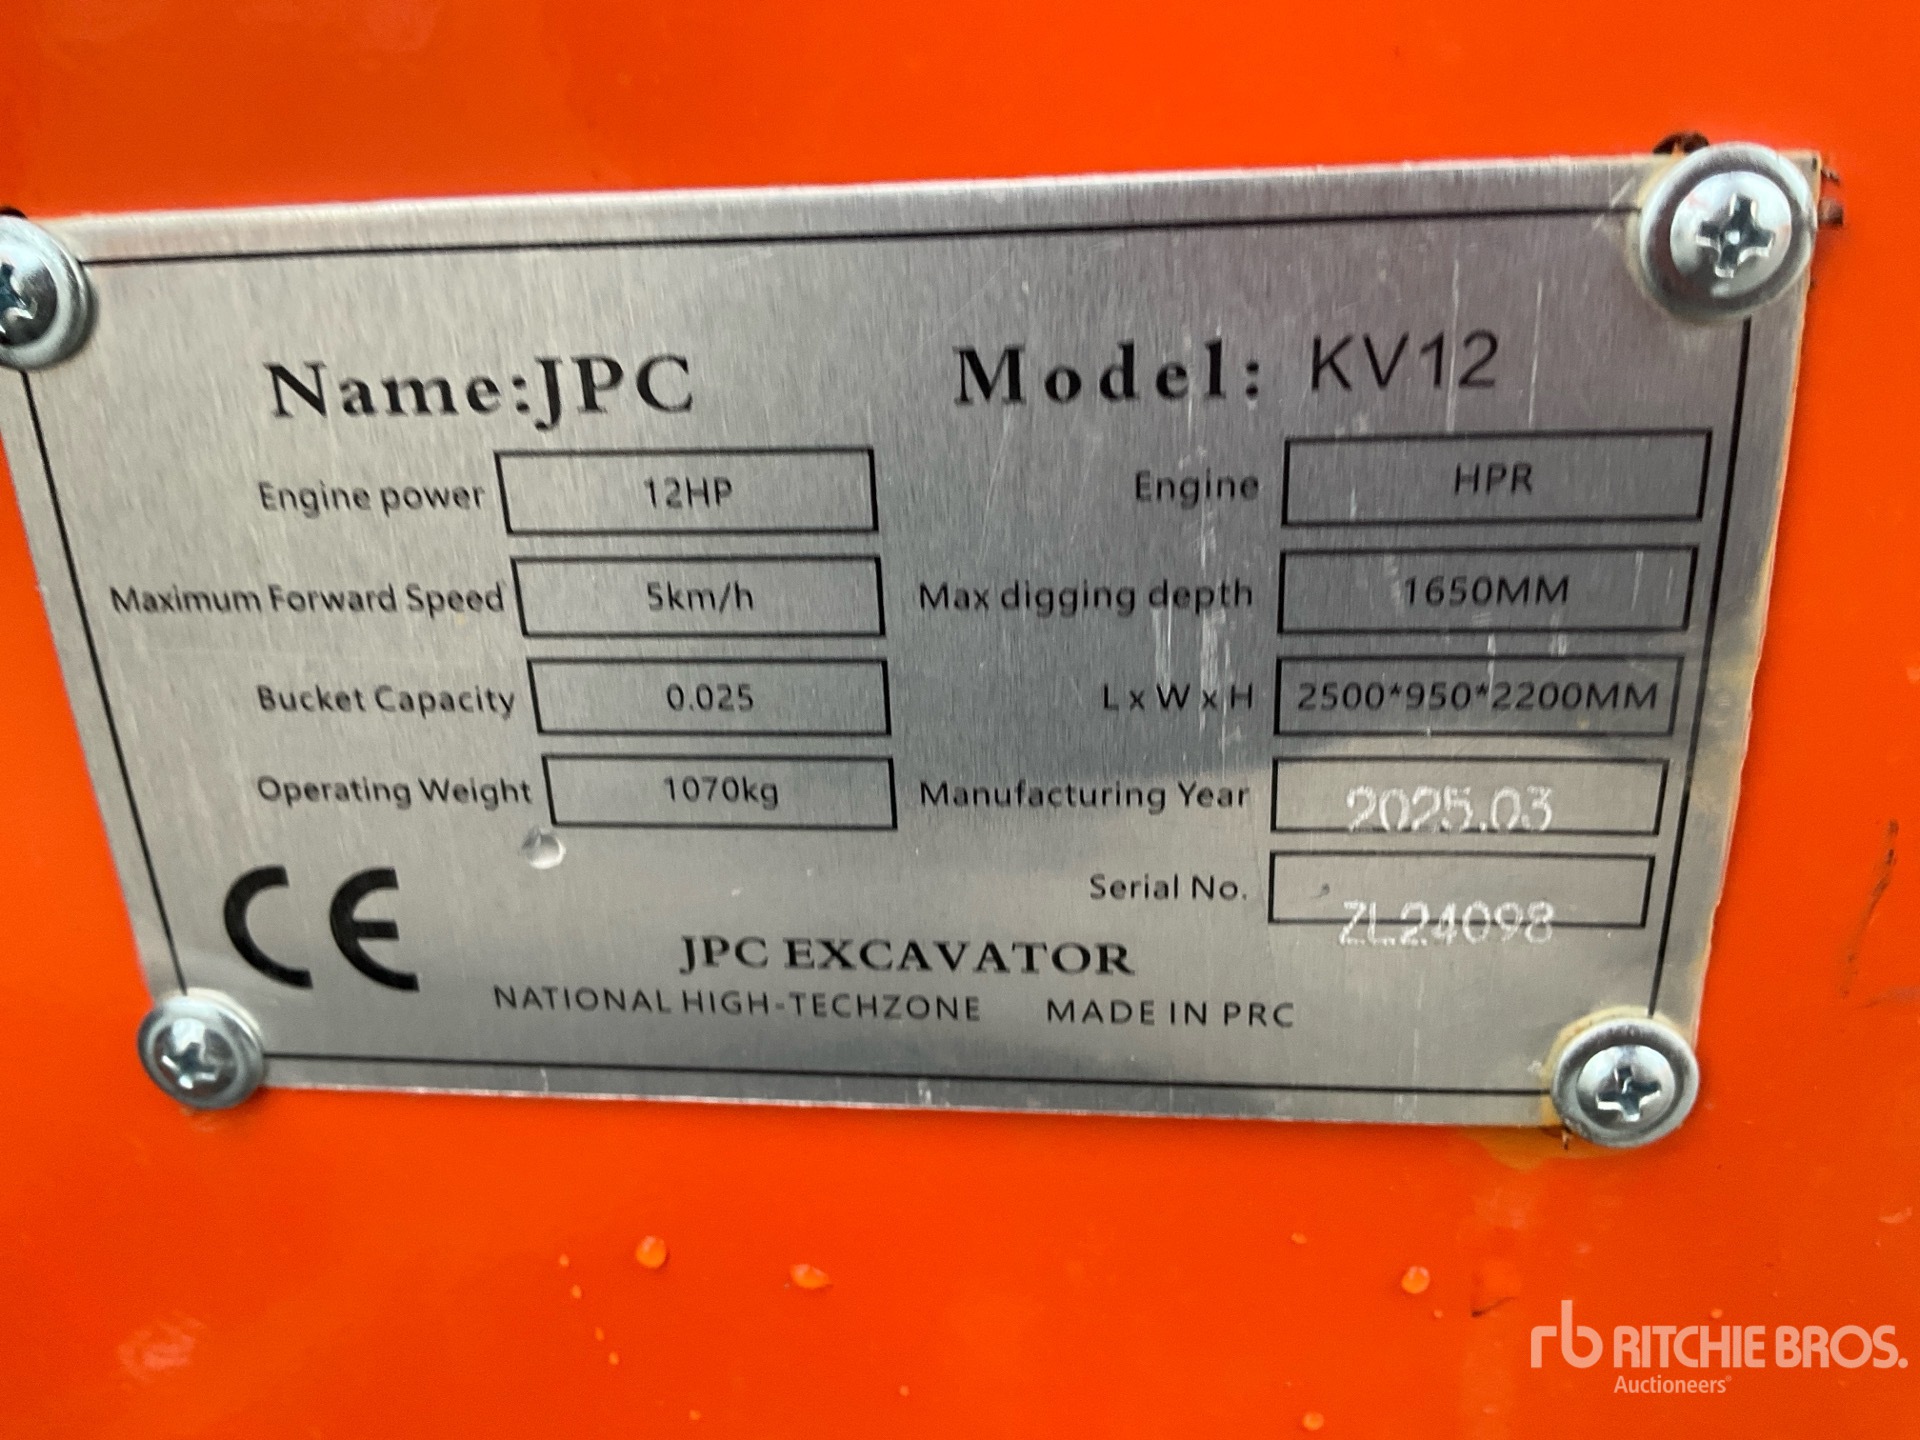 Name:JPC Model: KV12
Engine power 12HP Engine HPR
Maximum Forward Speed 5km/h Max digging depth 1650MM
Bucket Capacity 0.025 L x W x H 2500*950*2200MM
Operating Weight 1070kg Manufacturing Year 2025.03
Serial No. ZL24098
CE
JPC EXCAVATOR
NATIONAL HIGH-TECHZONE MADE IN PRC
rb RITCHIE BROS.
Auctioneers